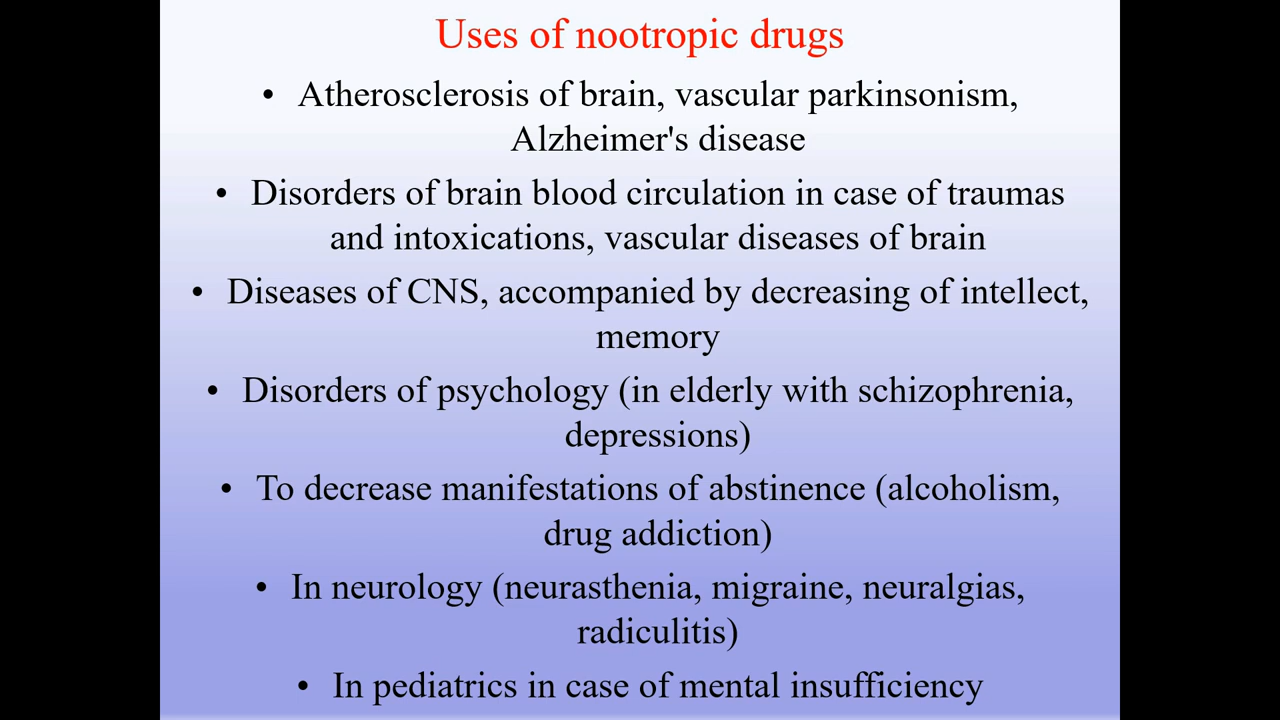 Uses of nootropic drugs
• Atherosclerosis of brain, vascular parkinsonism,
Alzheimer's disease
• Disorders of brain blood circulation in case of traumas
and intoxications, vascular diseases of brain
• Diseases of CNS, accompanied by decreasing of intellect,
memory
• Disorders of psychology (in elderly with schizophrenia,
depressions)
• To decrease manifestations of abstinence (alcoholism,
drug addiction)
• In neurology (neurasthenia, migraine, neuralgias,
radiculitis)
• In pediatrics in case of mental insufficiency